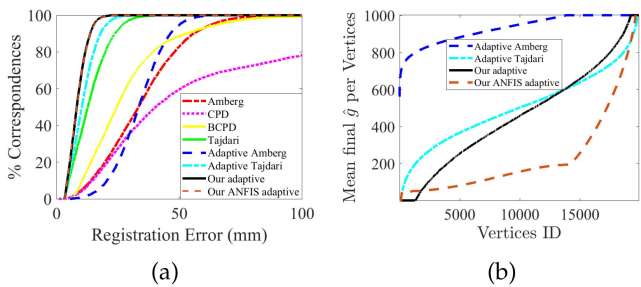 % Correspondences
100
80
60
40
20
0
Amberg
CPD
BCPD
Tajdari
Adaptive Amberg
Adaptive Tajdari
Our adaptive
Our ANFIS adaptive
0
50
100
Registration Error (mm)
(a)
Mean final ĝ per Vertices
1000
800
600
400
200
Adaptive Amberg
Adaptive Tajdari
Our adaptive
Our ANFIS adaptive
5000
10000
15000
Vertices ID
(b)